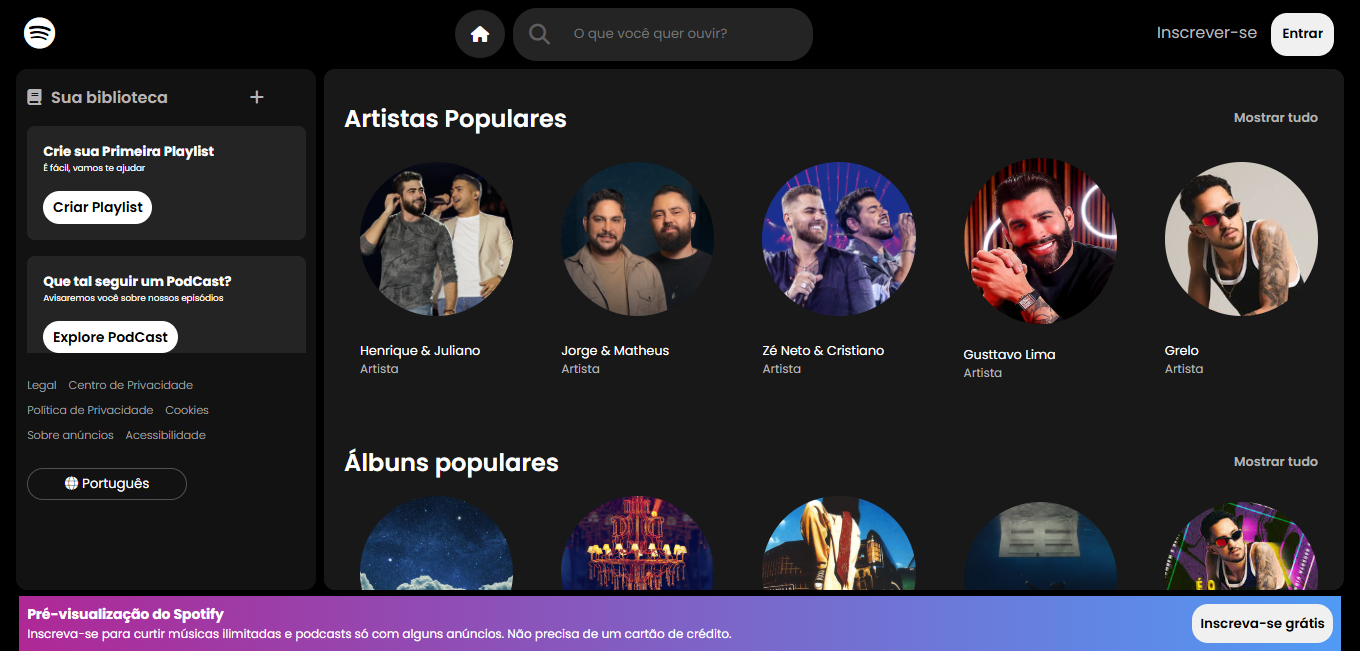 O que você quer ouvir?
Inscrever-se
Entrar
Sua biblioteca
Crie sua Primeira Playlist
É fácil, vamos te ajudar
Criar Playlist
Que tal seguir um PodCast?
Avisaremos você sobre nossos episódios
Explore PodCast
Legal Centro de Privacidade
Política de Privacidade Cookies
Sobre anúncios Acessibilidade
Português
Artistas Populares
Mostrar tudo
Henrique & Juliano
Artista
Jorge & Matheus
Artista
Zé Neto & Cristiano
Artista
Gusttavo Lima
Artista
Grelo
Artista
Álbuns populares
Mostrar tudo
Pré-visualização do Spotify
Inscreva-se para curtir músicas ilimitadas e podcasts só com alguns anúncios. Não precisa de um cartão de crédito.
Inscreva-se grátis